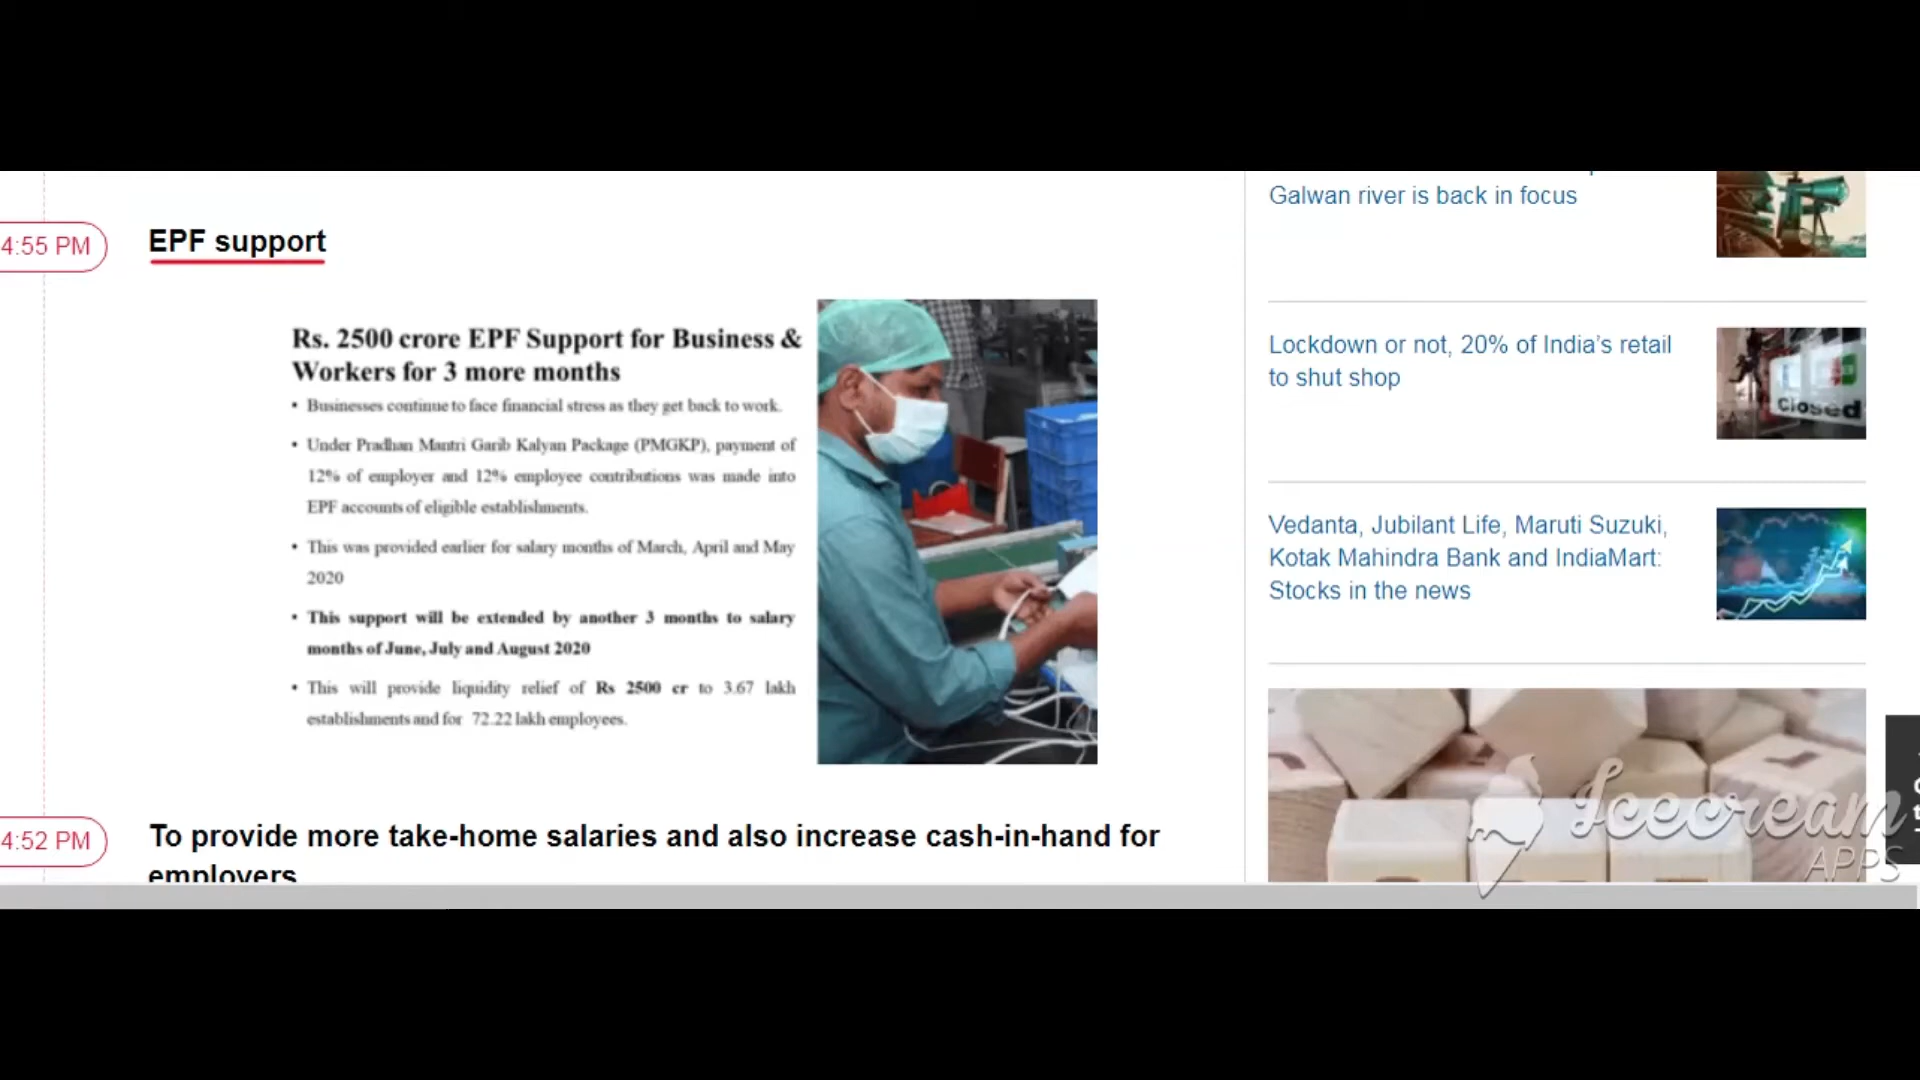 4:55 PM
EPF support
Rs. 2500 crore EPF Support for Business &
Workers for 3 more months
• Businesses continue to face financial stress as they get back to work.
• Under Pradhan Mantri Garib Kalyan Package (PMGKP), payment of
12% of employer and 12% employee contributions was made into
EPF accounts of eligible establishments.
• This was provided earlier for salary months of March, April and May
2020
• This support will be extended by another 3 months to salary
months of June, July and August 2020
• This will provide liquidity relief of Rs 2500 cr to 3.67 lakh
establishments and for 72.22 lakh employees.
4:52 PM
To provide more take-home salaries and also increase cash-in-hand for
employers
Galwan river is back in focus
Lockdown or not, 20% of India’s retail
to shut shop
Closed
Vedanta, Jubilant Life, Maruti Suzuki,
Kotak Mahindra Bank and IndiaMart:
Stocks in the news
Icecream
APPS